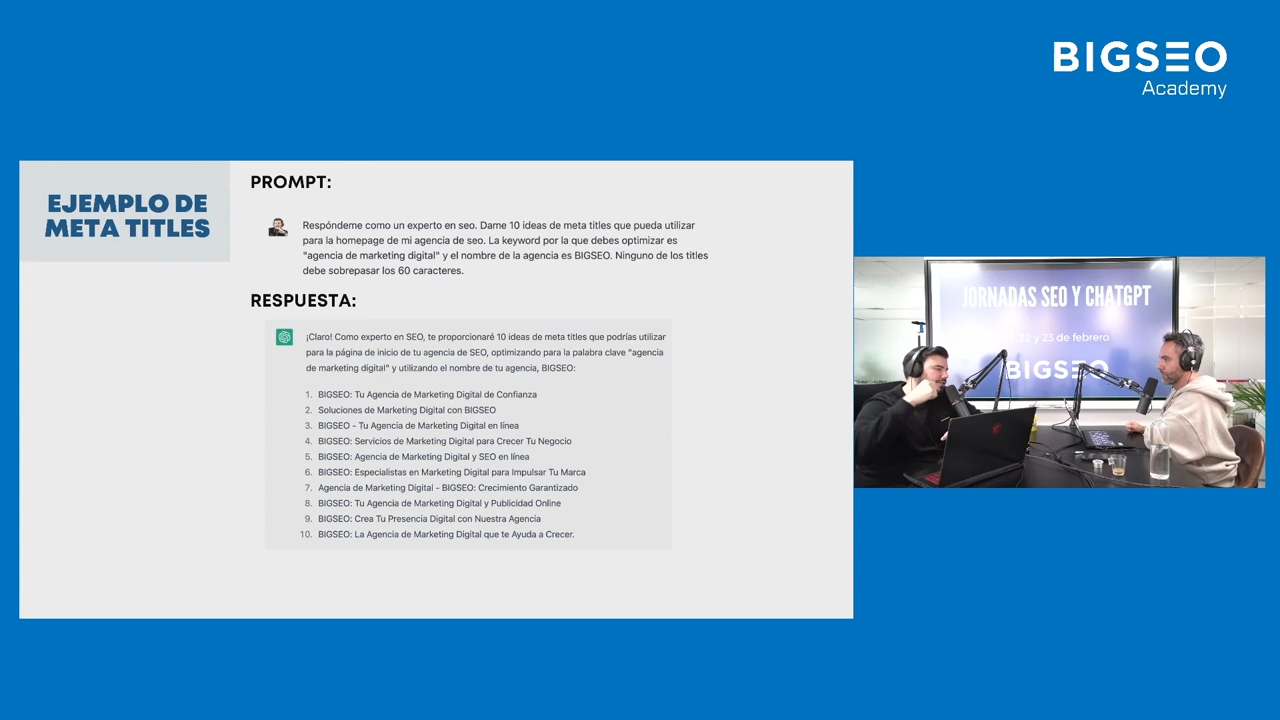 BIGSEO
Academy
EJEMPLO DE
META TITLES
PROMPT:
Respóndeme como un experto en seo. Dame 10 ideas de meta titles que pueda utilizar
para la homepage de mi agencia de seo. La keyword por la que debes optimizar es
"agencia de marketing digital" y el nombre de la agencia es BIGSEO. Ninguno de los titles
debe sobrepasar los 60 caracteres.
RESPUESTA:
¡Claro! Como experto en SEO, te proporcionaré 10 ideas de meta titles que podrías utilizar
para la página de inicio de tu agencia de SEO, optimizando para la palabra clave "agencia
de marketing digital" y utilizando el nombre de tu agencia, BIGSEO:
1. BIGSEO: Tu Agencia de Marketing Digital de Confianza
2. Soluciones de Marketing Digital con BIGSEO
3. BIGSEO - Tu Agencia de Marketing Digital en línea
4. BIGSEO: Servicios de Marketing Digital para Crecer Tu Negocio
5. BIGSEO: Agencia de Marketing Digital y SEO en línea
6. BIGSEO: Especialistas en Marketing Digital para Impulsar Tu Marca
7. Agencia de Marketing Digital - BIGSEO: Crecimiento Garantizado
8. BIGSEO: Tu Agencia de Marketing Digital y Publicidad Online
9. BIGSEO: Crea Tu Presencia Digital con Nuestra Agencia
10. BIGSEO: La Agencia de Marketing Digital que te Ayuda a Crecer.
JORNADAS SEO Y CHATGPT
22 y 23 de febrero
BIGSEO